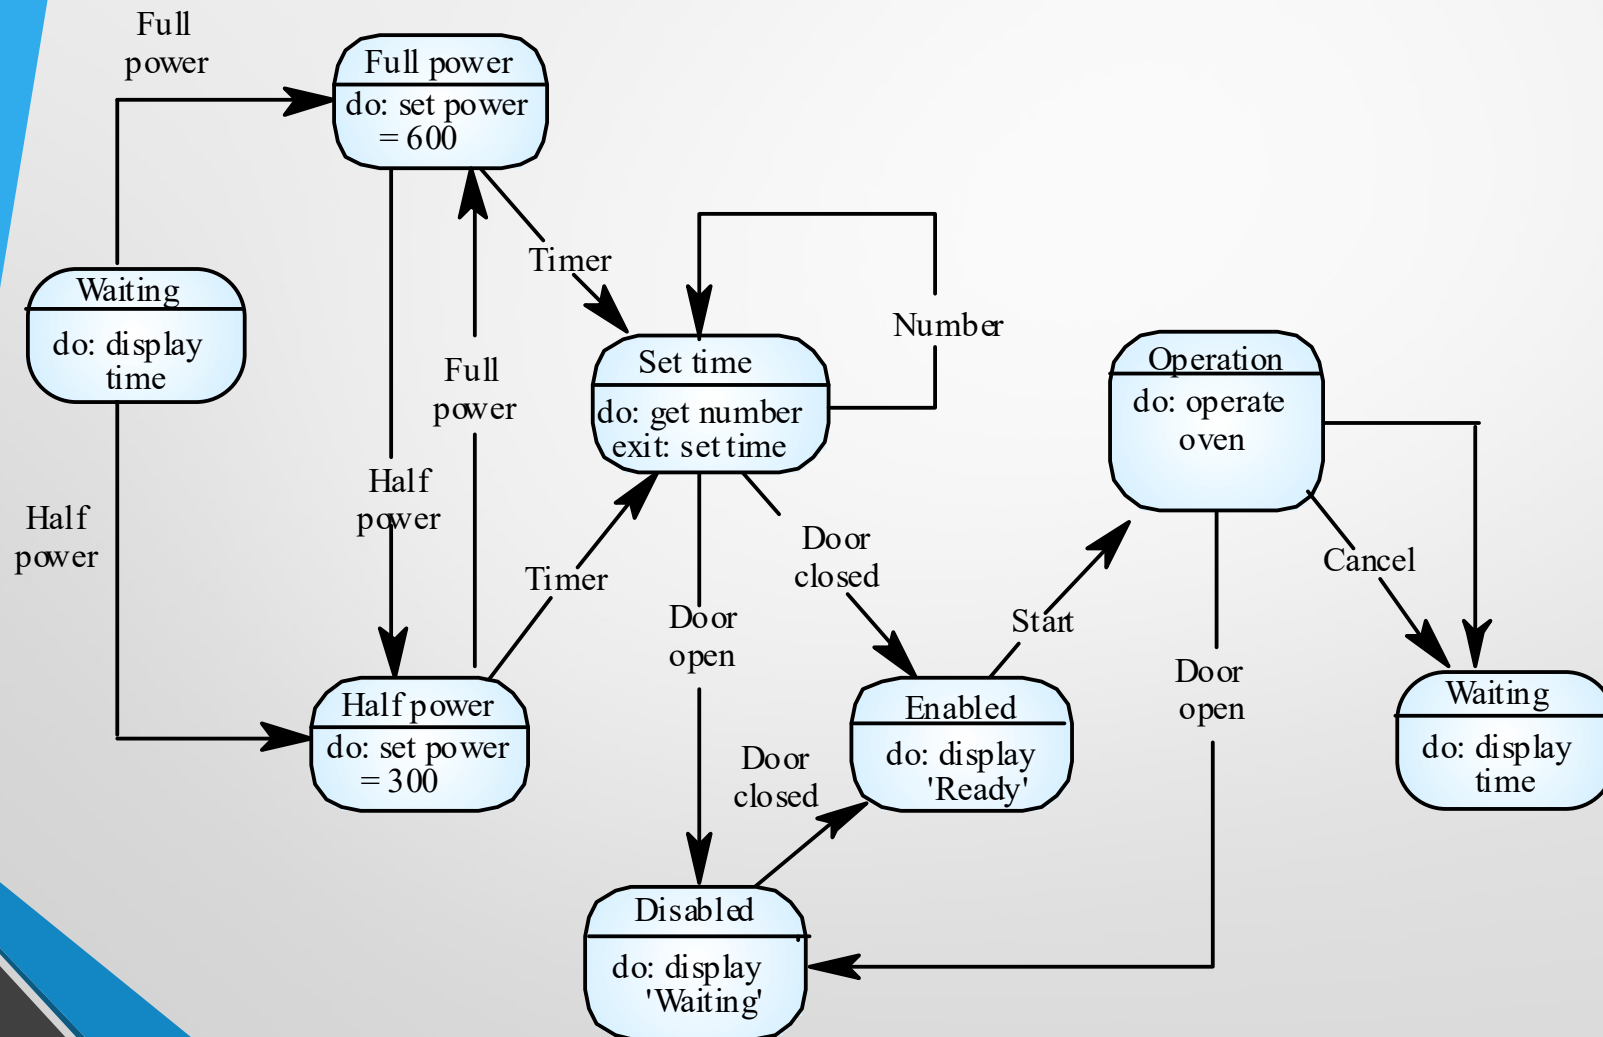 Full
power
Full power
do: set power
= 600
Timer
Waiting
do: display
time
Number
Set time
do: get number
exit: set time
Operation
do: operate
oven
Full
power
Half
power
Half
power
Timer
Door
closed
Cancel
Door
open
Start
Door
open
Half power
do: set power
= 300
Enabled
do: display
'Ready'
Waiting
do: display
time
Door
closed
Disabled
do: display
'Waiting'